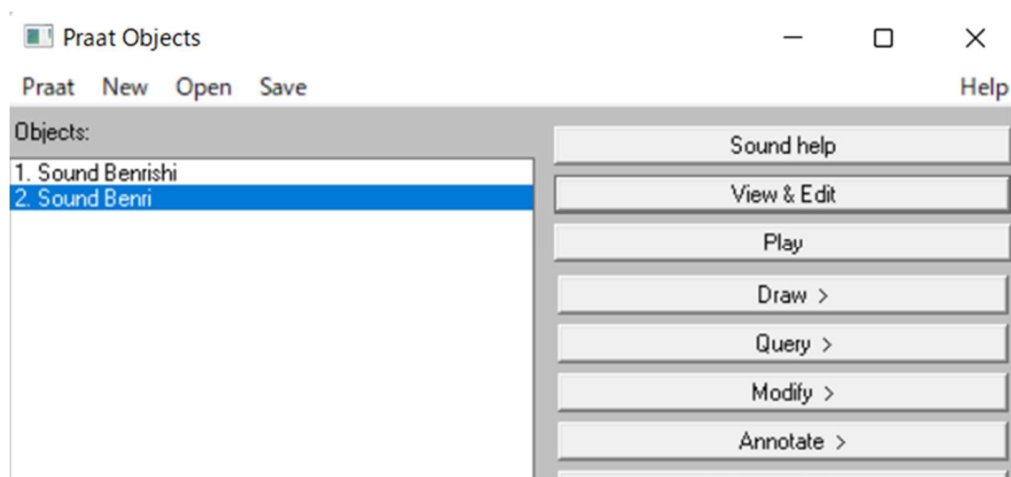 Praat Objects
Praat New Open Save Help
Objects:
1. Sound Benrishi
2. Sound Benri
Sound help
View & Edit
Play
Draw >
Query >
Modify >
Annotate >